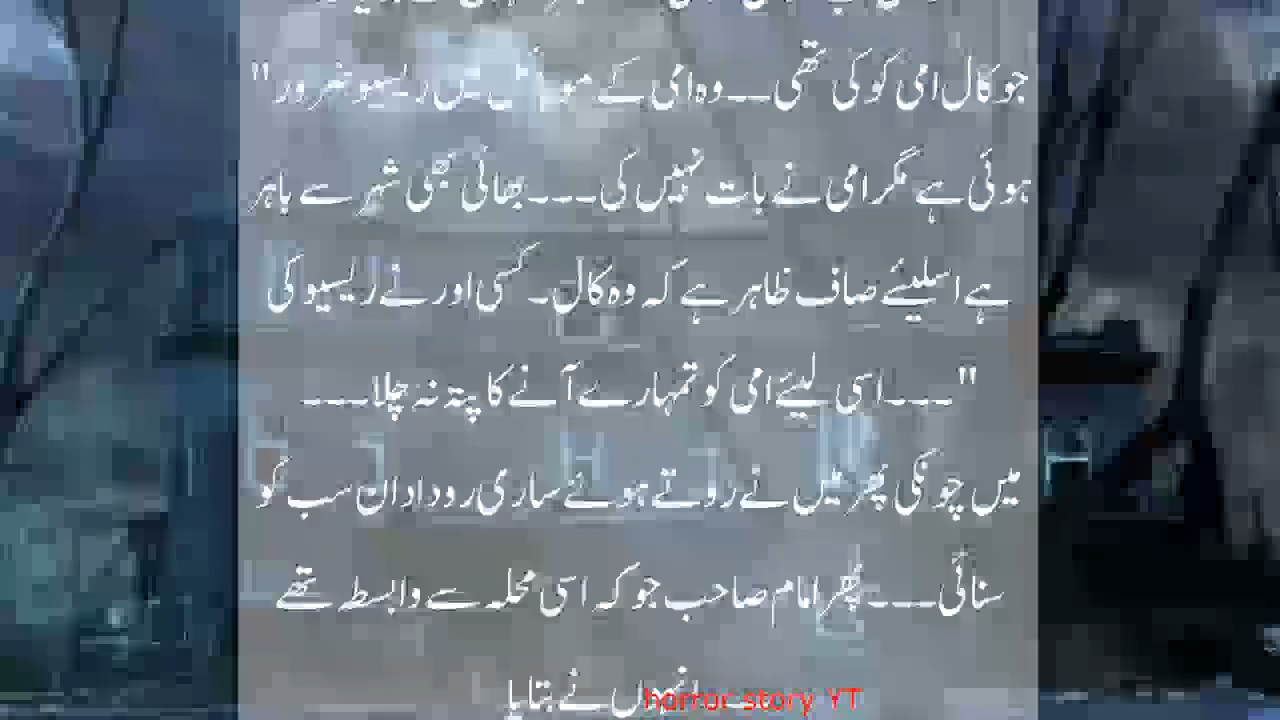 جو کال امی کو کی تھی۔۔۔ وہ امی کے میں ریسیو ضرور"
ہوئی ہے مگر امی نے بات نہیں کی۔۔۔ بھائی بھی شہر سے باہر
ہے اسلیئے صاف ظاہر ہے کہ وہ کال۔ کسی اور نے ریسیو کی
"۔۔۔اسی لیئے امی کو تمہارے آنے کا پتہ نہ چلا۔۔۔
میں چونکی پھر میں نے روتے ہوئے ساری روداد ان سب کو
سنائی۔۔۔ پھر امام صاحب جو کہ اسی محلہ سے وابسطہ تھے
انہوں نے بتایا
horror story YT